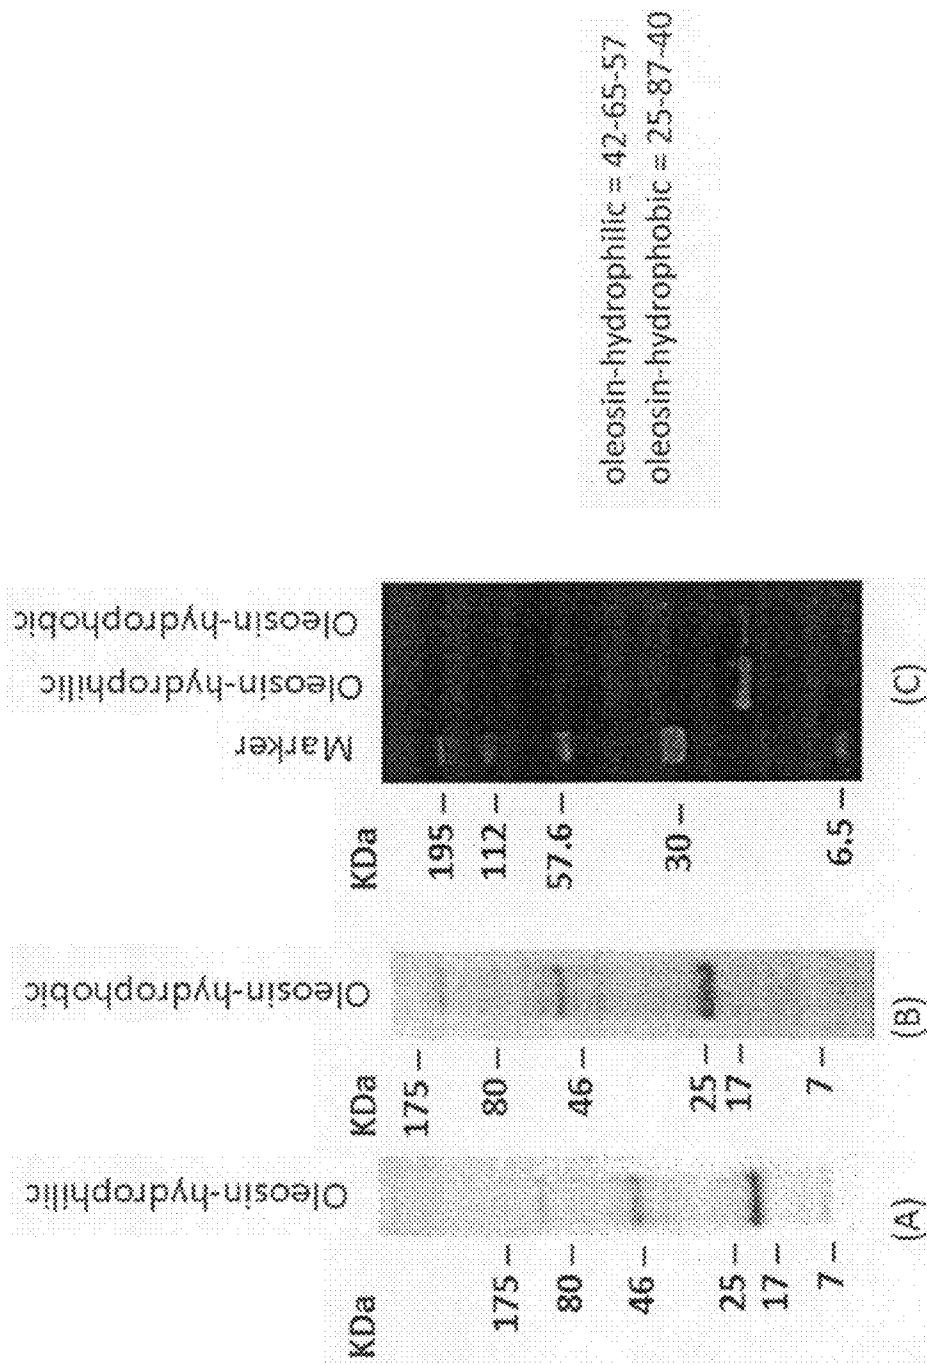 Oleosin-hydrophilic
KDa
175 –
80 –
46 –
25 –
17 –
7 –
(A)
Oleosin-hydrophobic
KDa
175 –
80 –
46 –
25 –
17 –
7 –
(B)
Marker
Oleosin-hydrophilic
Oleosin-hydrophobic
KDa
195 –
112 –
57.6 –
30 –
6.5 –
(C)
oleosin-hydrophilic = 42-65-57
oleosin-hydrophobic = 25-87-40